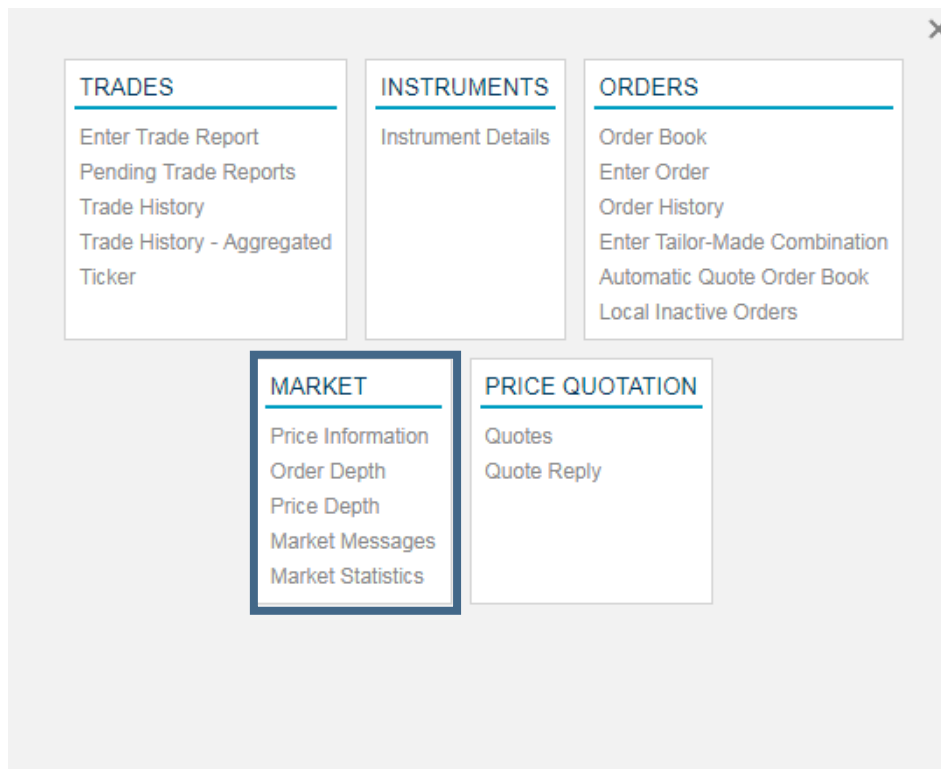 TRADES
Enter Trade Report
Pending Trade Reports
Trade History
Trade History - Aggregated
Ticker
INSTRUMENTS
Instrument Details
ORDERS
Order Book
Enter Order
Order History
Enter Tailor-Made Combination
Automatic Quote Order Book
Local Inactive Orders
MARKET
Price Information
Order Depth
Price Depth
Market Messages
Market Statistics
PRICE QUOTATION
Quotes
Quote Reply